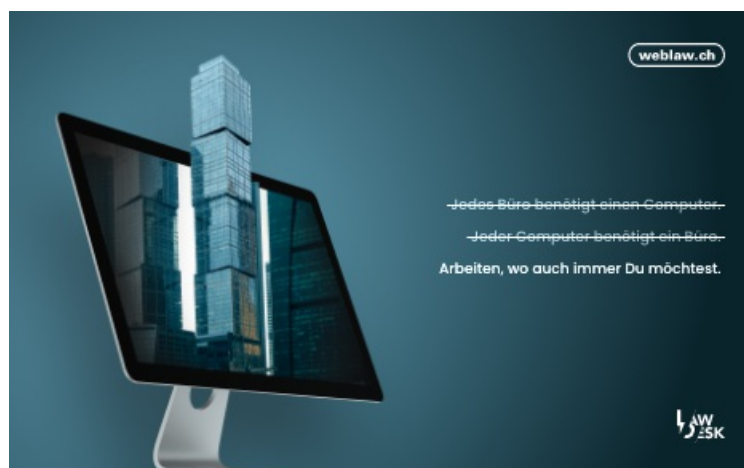 weblaw.ch
Jedes Büro benötigt einen Computer.
Jeder Computer benötigt ein Büro.
Arbeiten, wo auch immer Du möchtest.
LAW
DESK